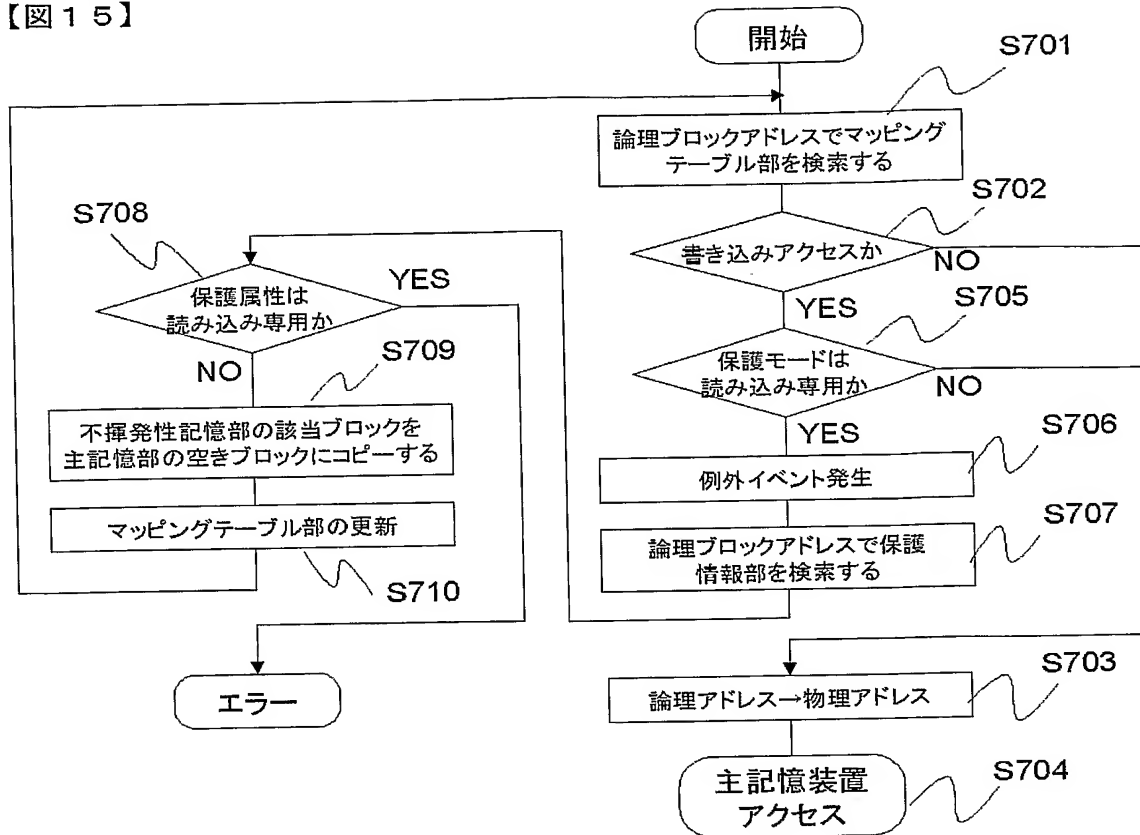 【図15】
開始
S701
論理ブロックアドレスでマッピング
テーブル部を検索する
S702
書き込みアクセスか
NO
YES
S705
保護モードは
読み込み専用か
NO
YES
S706
例外イベント発生
S707
論理ブロックアドレスで保護
情報部を検索する
S708
保護属性は
読み込み専用か
YES
NO
S709
不揮発性記憶部の該当ブロックを
主記憶部の空きブロックにコピーする
マッピングテーブル部の更新
S710
エラー
S703
論理アドレス→物理アドレス
主記憶装置
アクセス
S704